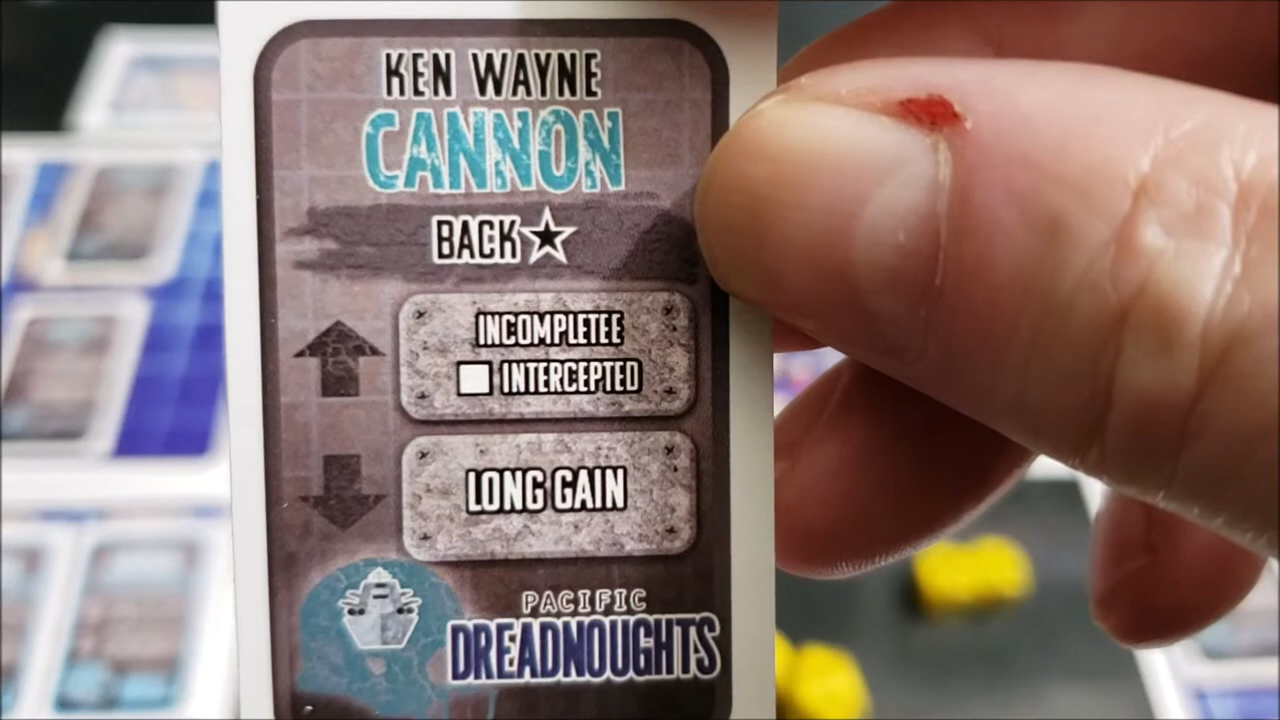 KEN WAYNE
CANNON
BACK
INCOMPLETEE
INTERCEPTED
LONG GAIN
PACIFIC
DREADNOUGHTS